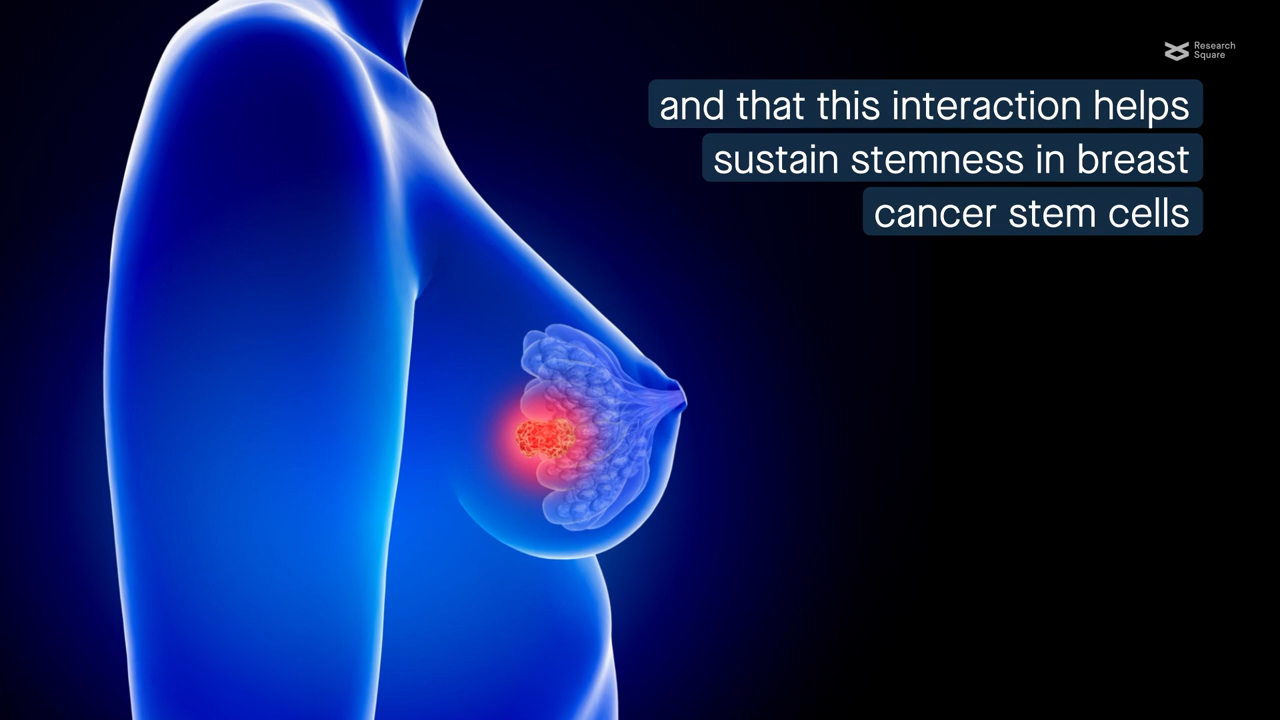 Research
Square
and that this interaction helps
sustain stemness in breast
cancer stem cells